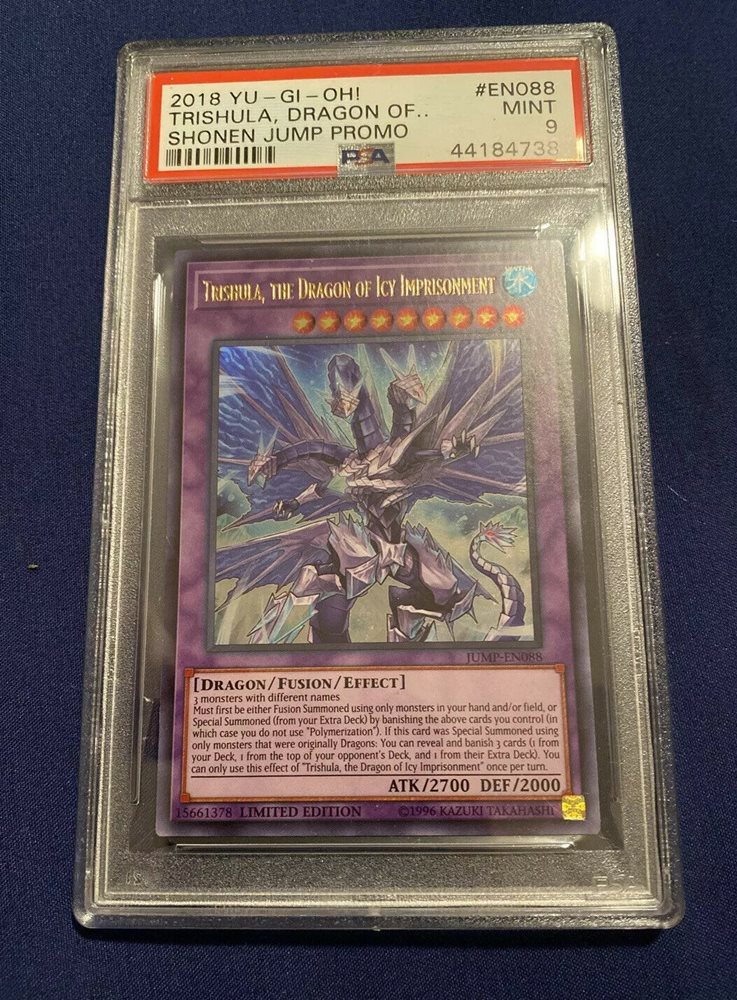 2018 YU-GI-OH! #EN088
TRISHULA, DRAGON OF.. MINT
SHONEN JUMP PROMO 9
PSA 44184738
TRISHULA, THE DRAGON OF ICY IMPRISONMENT
水
JUMP-EN088
[DRAGON/FUSION/EFFECT]
3 monsters with different names
Must first be either Fusion Summoned using only monsters in your hand and/or field, or
Special Summoned (from your Extra Deck) by banishing the above cards you control (in
which case you do not use "Polymerization"). If this card was Special Summoned using
only monsters that were originally Dragons: You can reveal and banish 3 cards (1 from
your Deck, 1 from the top of your opponent's Deck, and 1 from their Extra Deck). You
can only use this effect of "Trishula, the Dragon of Icy Imprisonment" once per turn.
ATK/2700 DEF/2000
15661378 LIMITED EDITION ©1996 KAZUKI TAKAHASHI